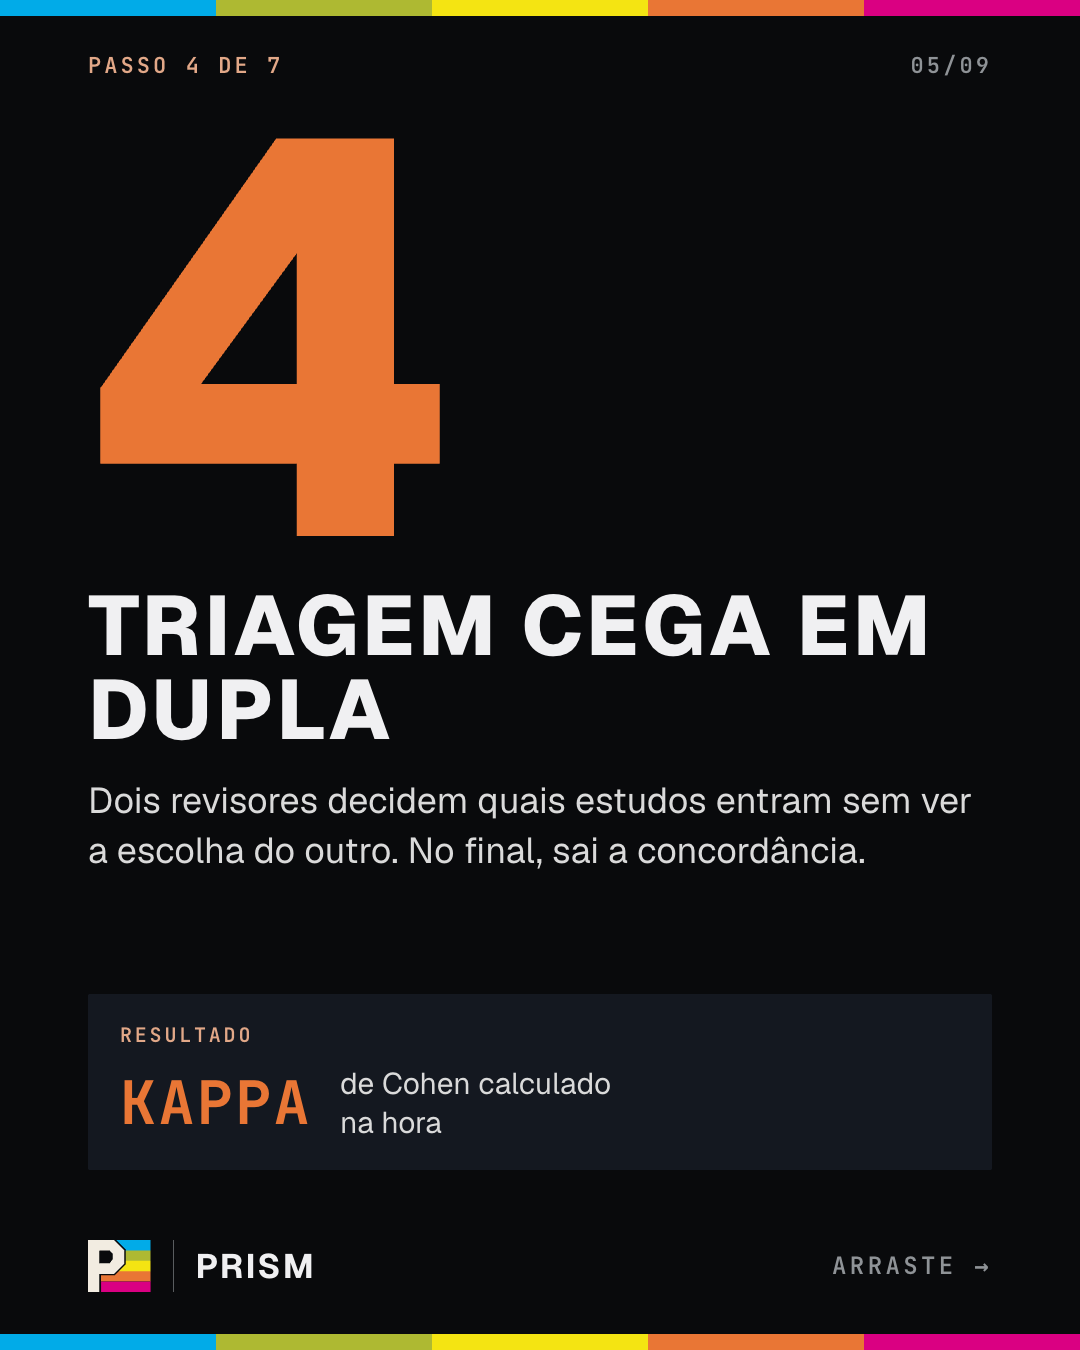 PASSO 4 DE 7
05/09
4
TRIAGEM CEGA EM
DUPLA
Dois revisores decidem quais estudos entram sem ver
a escolha do outro. No final, sai a concordância.
RESULTADO
KAPPA
de Cohen calculado
na hora
P
PRISM
ARRASTE →